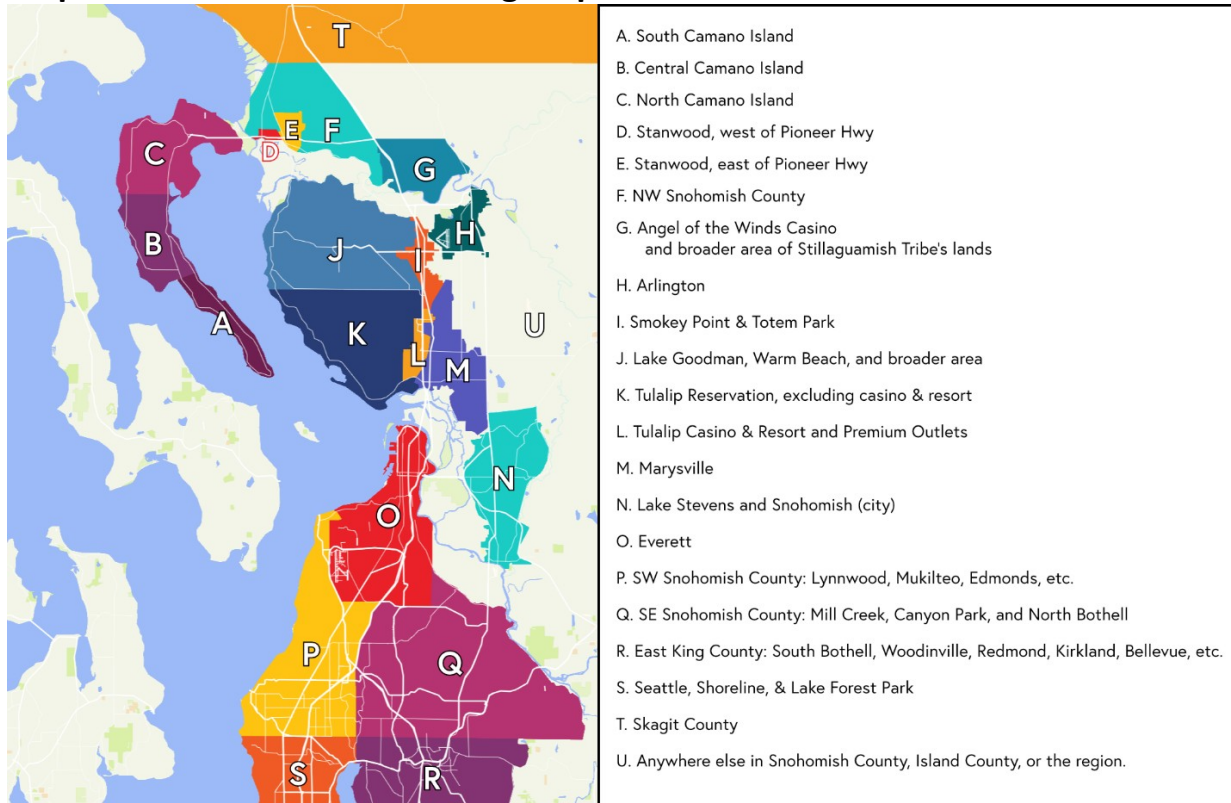 T
E
F
D
C
G
H
B
J
I
A
U
K
L
M
N
O
P
Q
S
R
A. South Camano Island
B. Central Camano Island
C. North Camano Island
D. Stanwood, west of Pioneer Hwy
E. Stanwood, east of Pioneer Hwy
F. NW Snohomish County
G. Angel of the Winds Casino
and broader area of Stillaguamish Tribe's lands
H. Arlington
I. Smokey Point & Totem Park
J. Lake Goodman, Warm Beach, and broader area
K. Tulalip Reservation, excluding casino & resort
L. Tulalip Casino & Resort and Premium Outlets
M. Marysville
N. Lake Stevens and Snohomish (city)
O. Everett
P. SW Snohomish County: Lynnwood, Mukilteo, Edmonds, etc.
Q. SE Snohomish County: Mill Creek, Canyon Park, and North Bothell
R. East King County: South Bothell, Woodinville, Redmond, Kirkland, Bellevue, etc.
S. Seattle, Shoreline, & Lake Forest Park
T. Skagit County
U. Anywhere else in Snohomish County, Island County, or the region.